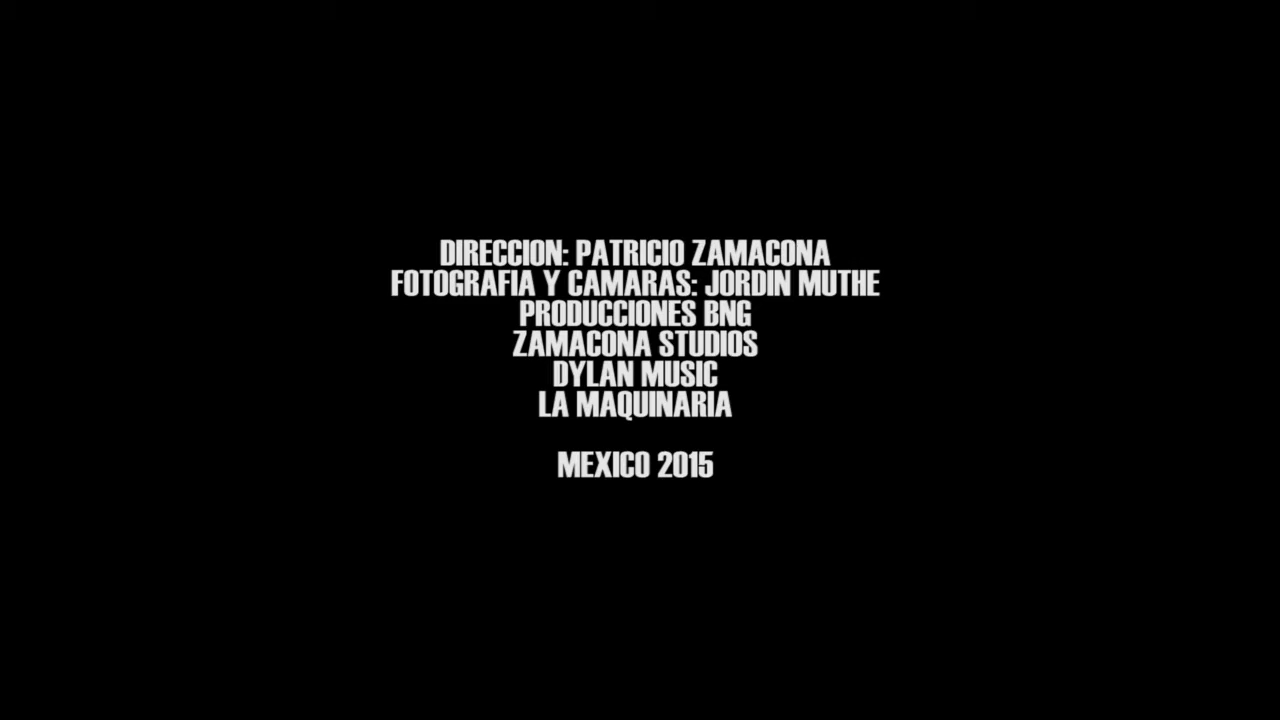 DIRECCION: PATRICIO ZAMACONA
FOTOGRAFIA Y CAMARAS: JORDIN MUTHE
PRODUCCIONES BNG
ZAMACONA STUDIOS
DYLAN MUSIC
LA MAQUINARIA
MEXICO 2015